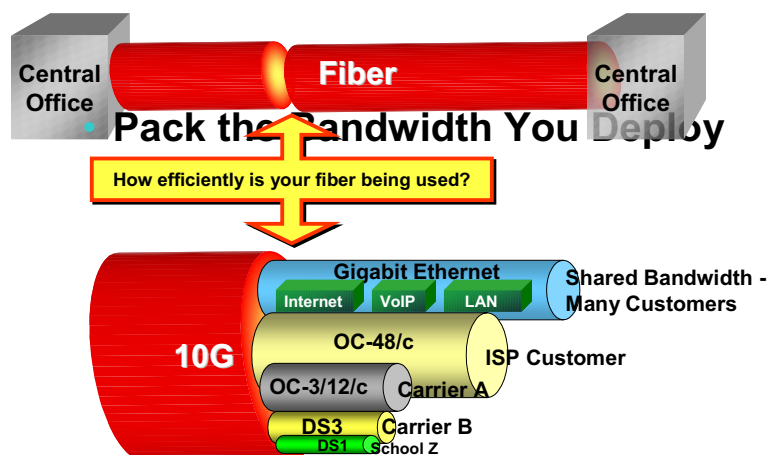 Central
Office
Fiber
Central
Office
Pack the Bandwidth You Deploy
How efficiently is your fiber being used?
Gigabit Ethernet
Internet
VoIP
LAN
Shared Bandwidth -
Many Customers
10G
OC-48/c
ISP Customer
OC-3/12/c
Carrier A
DS3
Carrier B
DS1
School Z